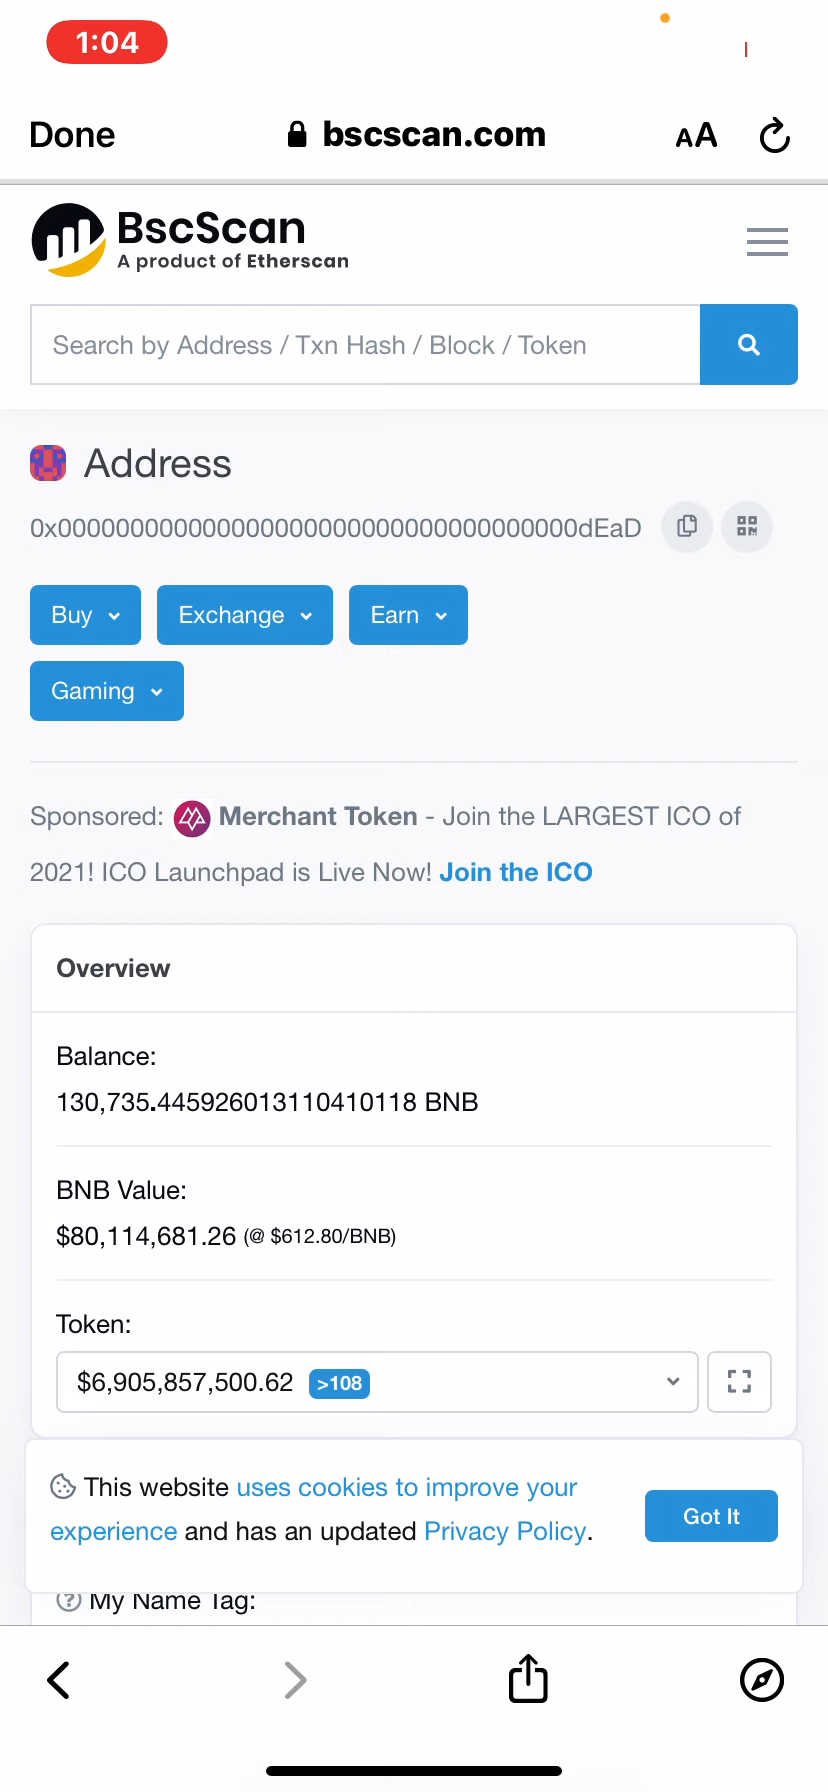 1:04
Done
bscscan.com
AA
BscScan
A product of Etherscan
Search by Address / Txn Hash / Block / Token
Address
0x000000000000000000000000000000000000dEaD
Buy
Exchange
Earn
Gaming
Sponsored: Merchant Token - Join the LARGEST ICO of
2021! ICO Launchpad is Live Now! Join the ICO
Overview
Balance:
130,735.445926013110410118 BNB
BNB Value:
$80,114,681.26 (@ $612.80/BNB)
Token:
$6,905,857,500.62 >108
This website uses cookies to improve your
experience and has an updated Privacy Policy.
Got It
My Name Tag: